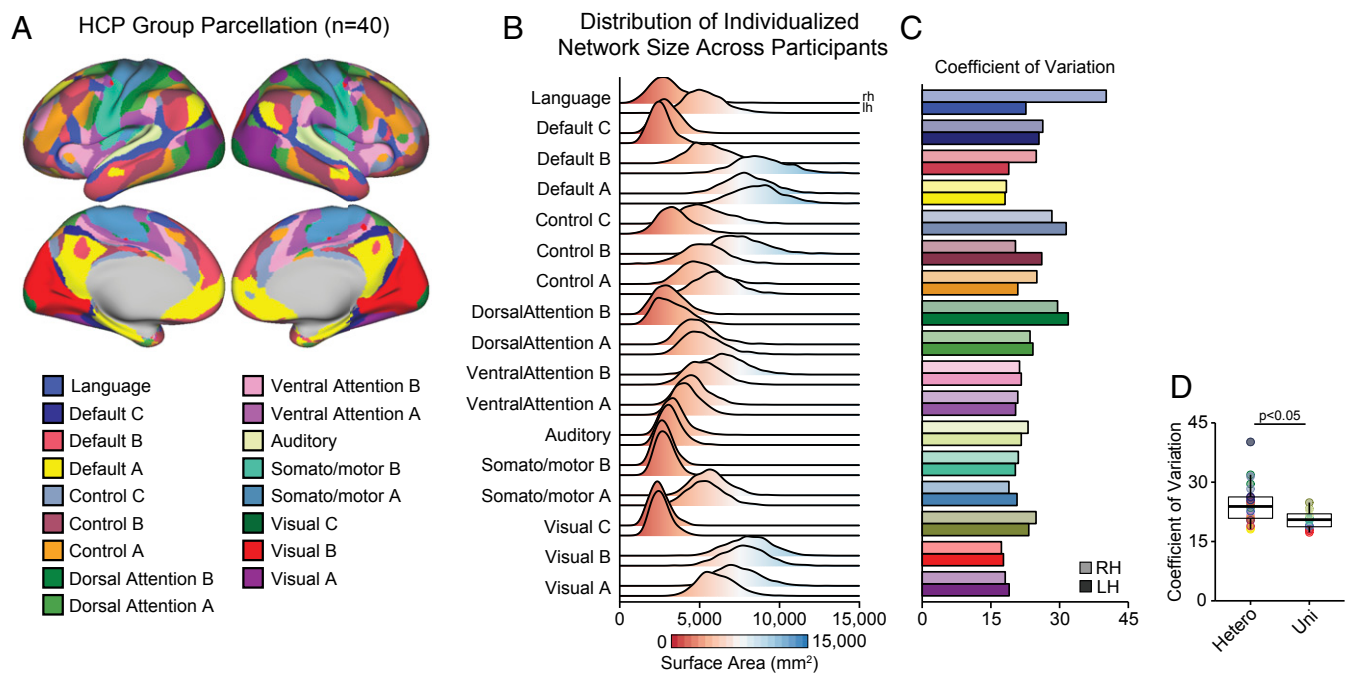 A
HCP Group Parcellation (n=40)
Language
Default C
Default B
Default A
Control C
Control B
Control A
Dorsal Attention B
Dorsal Attention A
Ventral Attention B
Ventral Attention A
Auditory
Somato/motor B
Somato/motor A
Visual C
Visual B
Visual A
B
Distribution of Individualized
Network Size Across Participants
Language
Default C
Default B
Default A
Control C
Control B
Control A
DorsalAttention B
DorsalAttention A
VentralAttention B
VentralAttention A
Auditory
Somato/motor B
Somato/motor A
Visual C
Visual B
Visual A
rh
lh
0 5,000 10,000 15,000
0 15,000
Surface Area (mm²)
C
Coefficient of Variation
RH
LH
0 15 30 45
D
p<0.05
Coefficient of Variation
45
30
15
0
Hetero
Uni